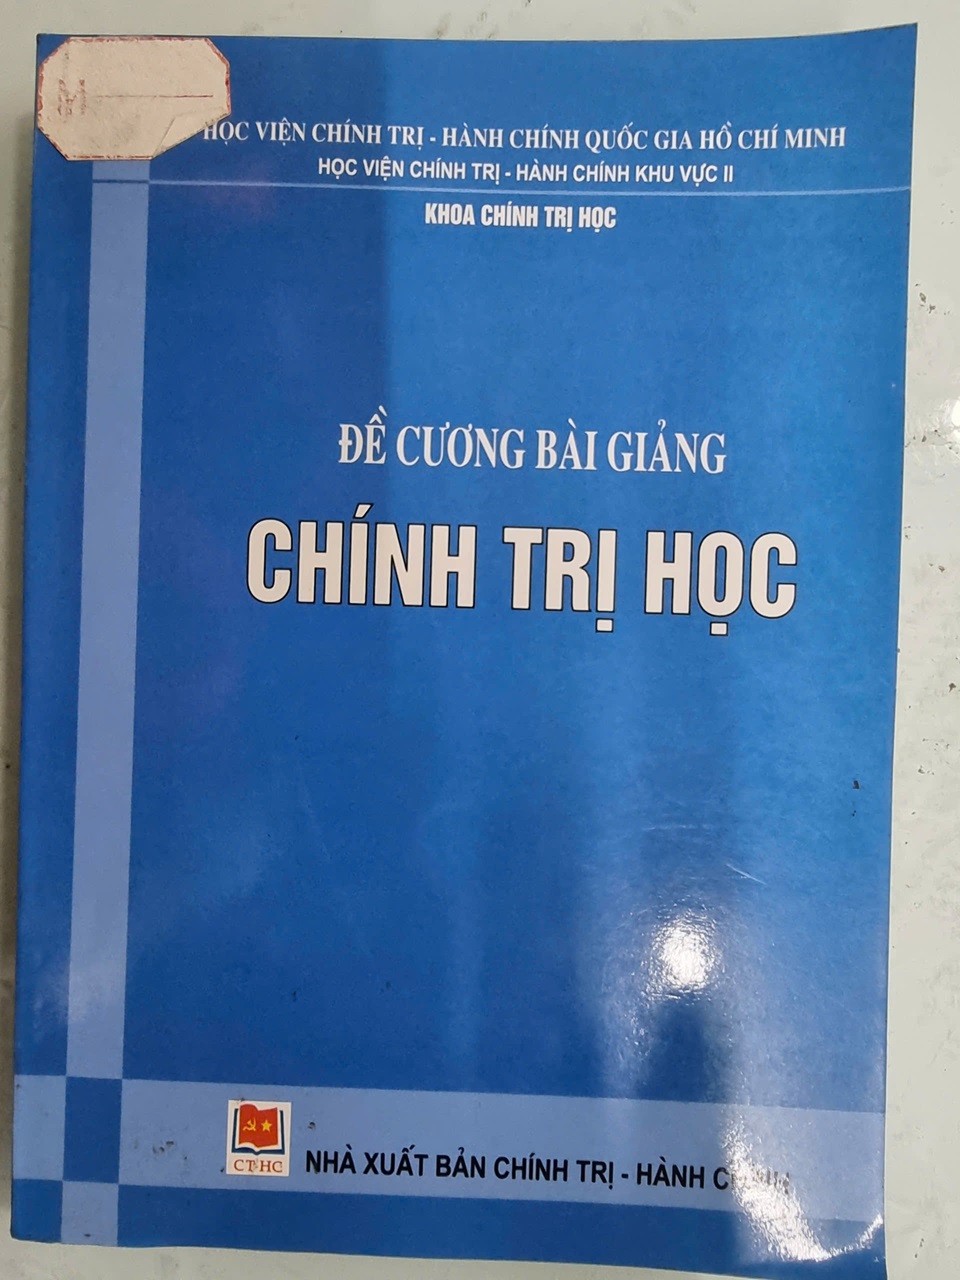 HỌC VIỆN CHÍNH TRỊ - HÀNH CHÍNH QUỐC GIA HỒ CHÍ MINH
HỌC VIỆN CHÍNH TRỊ - HÀNH CHÍNH KHU VỰC II
KHOA CHÍNH TRỊ HỌC
ĐỀ CƯƠNG BÀI GIẢNG
CHÍNH TRỊ HỌC
CT-HC
NHÀ XUẤT BẢN CHÍNH TRỊ - HÀNH CHÍNH